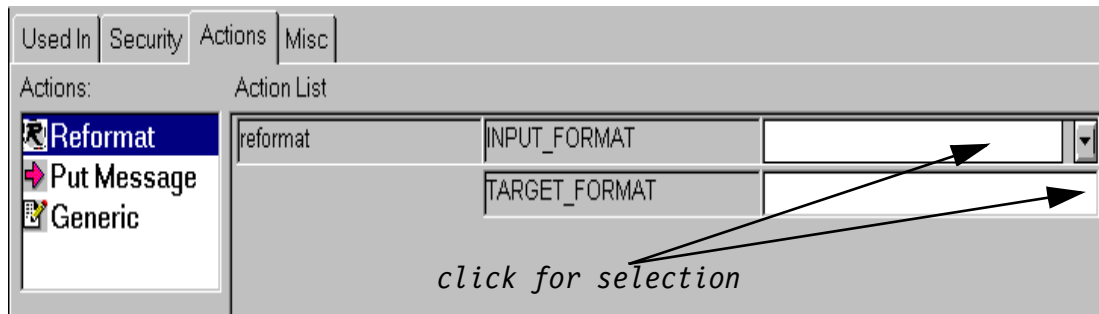 Used In Security Actions Misc
Actions: Action List
Reformat reformat INPUT_FORMAT
Put Message TARGET_FORMAT
Generic
click for selection